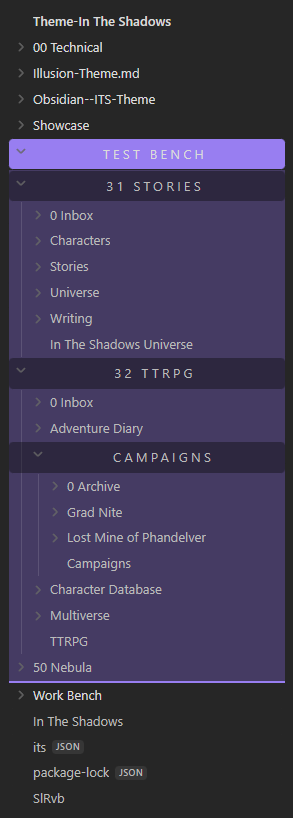 Theme-In The Shadows
00 Technical
Illusion-Theme.md
Obsidian--ITS-Theme
Showcase
TEST BENCH
31 STORIES
0 Inbox
Characters
Stories
Universe
Writing
In The Shadows Universe
32 TTRPG
0 Inbox
Adventure Diary
CAMPAIGNS
0 Archive
Grad Nite
Lost Mine of Phandelver
Campaigns
Character Database
Multiverse
TTRPG
50 Nebula
Work Bench
In The Shadows
its JSON
package-lock JSON
SlRvb